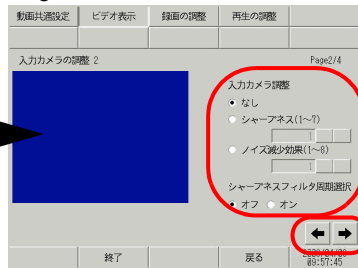 動画共通設定 ビデオ表示 録画の調整 再生の調整
入力カメラの調整 2 Page2/4
入力カメラ調整
なし
シャープネス(1~7)
1
ノイズ減少効果(1~8)
1
シャープネスフィルタ周期選択
オフ オン
終了 戻る
09:57:45